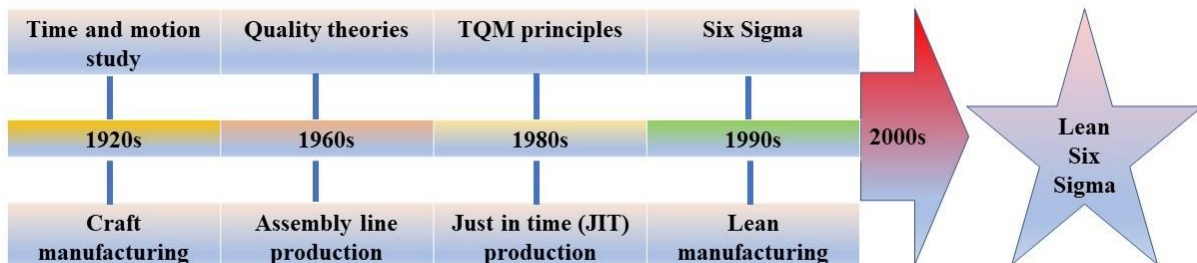 Time and motion
study
Quality theories
TQM principles
Six Sigma
1920s
1960s
1980s
1990s
2000s
Lean
Six
Sigma
Craft
manufacturing
Assembly line
production
Just in time (JIT)
production
Lean
manufacturing